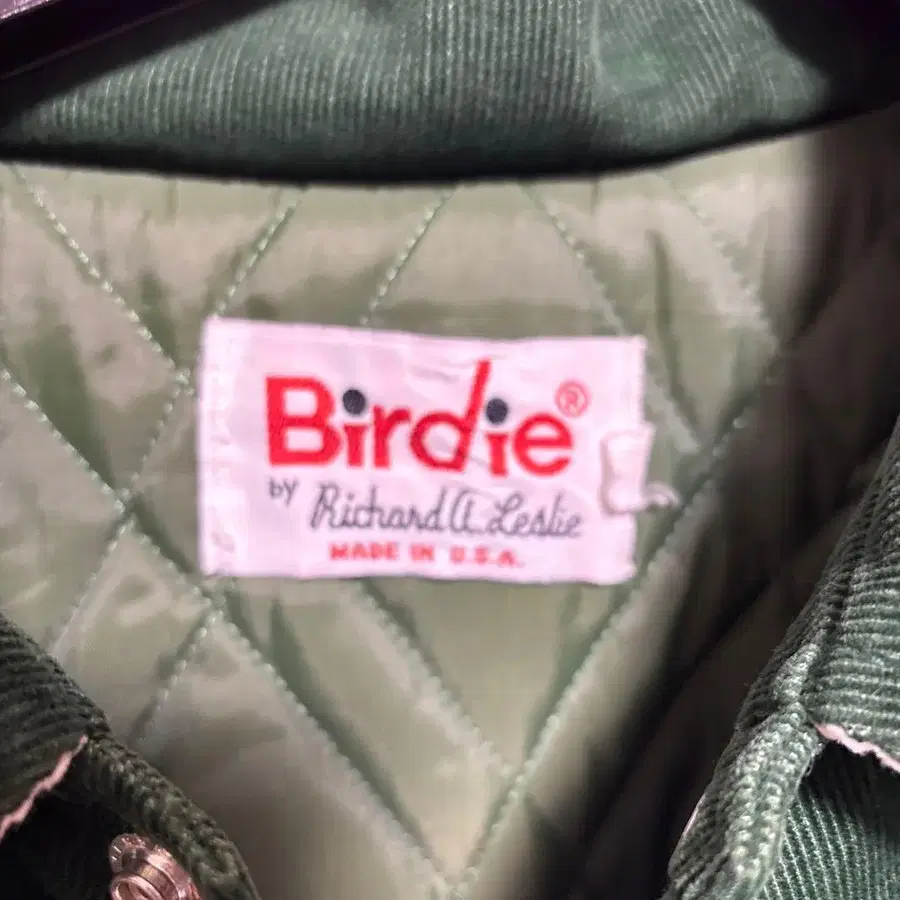 Birdie®
by Richard A. Leslie
MADE IN U.S.A.